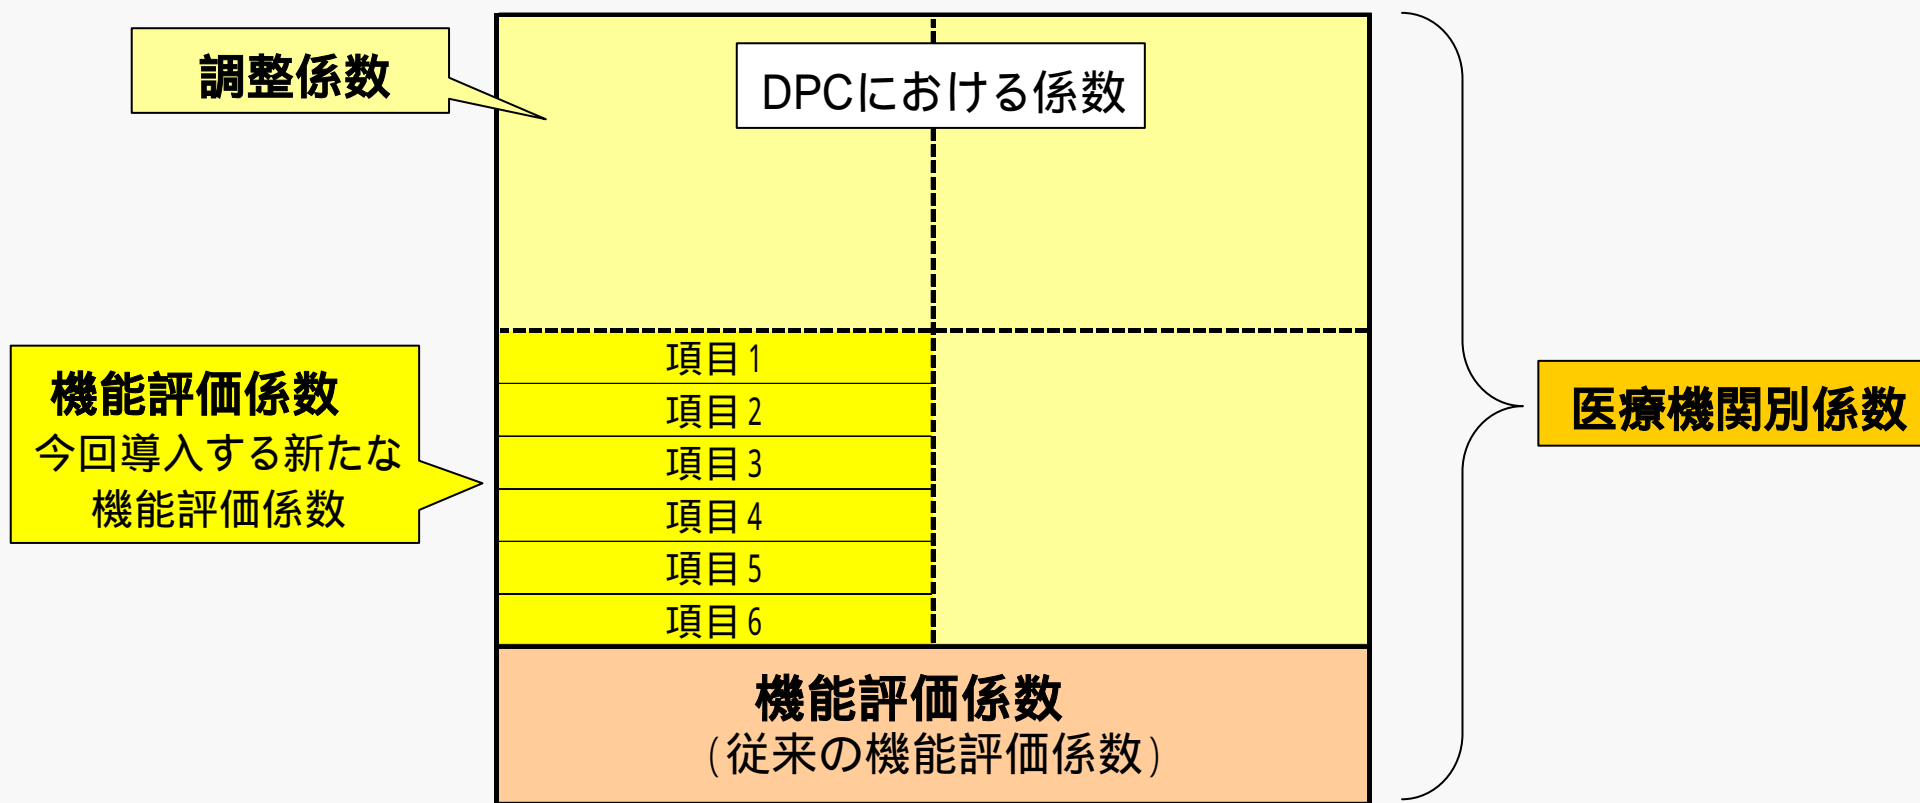 調整係数
DPCにおける係数
項目1
項目2
項目3
項目4
項目5
項目6
機能評価係数
今回導入する新たな
機能評価係数
医療機関別係数
機能評価係数
(従来の機能評価係数)